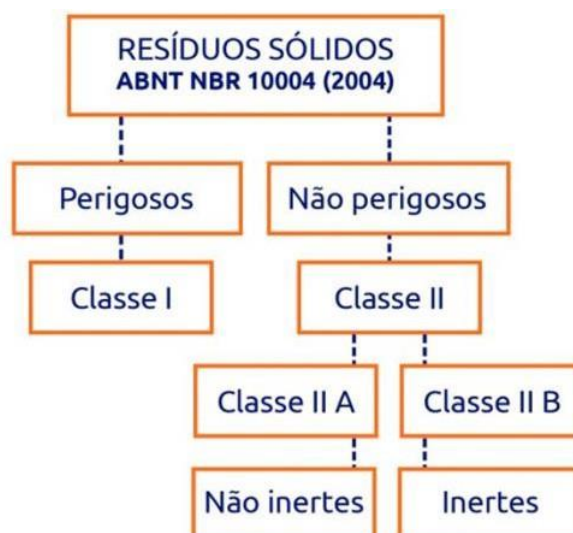 RESÍDUOS SÓLIDOS
ABNT NBR 10004 (2004)
Perigosos
Não perigosos
Classe I
Classe II
Classe II A
Classe II B
Não inertes
Inertes